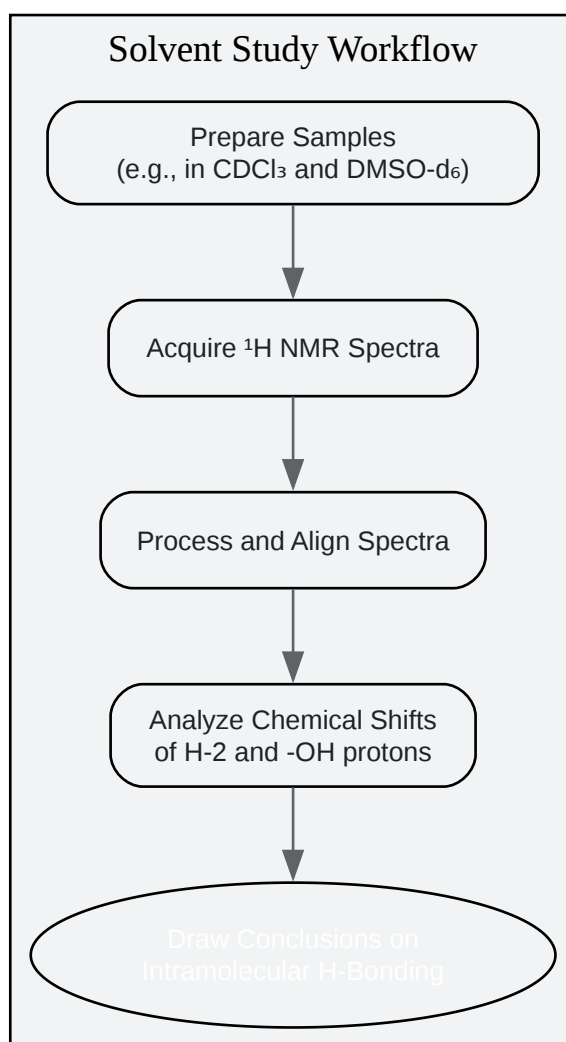 Solvent Study Workflow
Prepare Samples
(e.g., in CDCl₃ and DMSO-d₆)
Acquire ¹H NMR Spectra
Process and Align Spectra
Analyze Chemical Shifts
of H-2 and -OH protons
Draw Conclusions on
Intramolecular H-Bonding